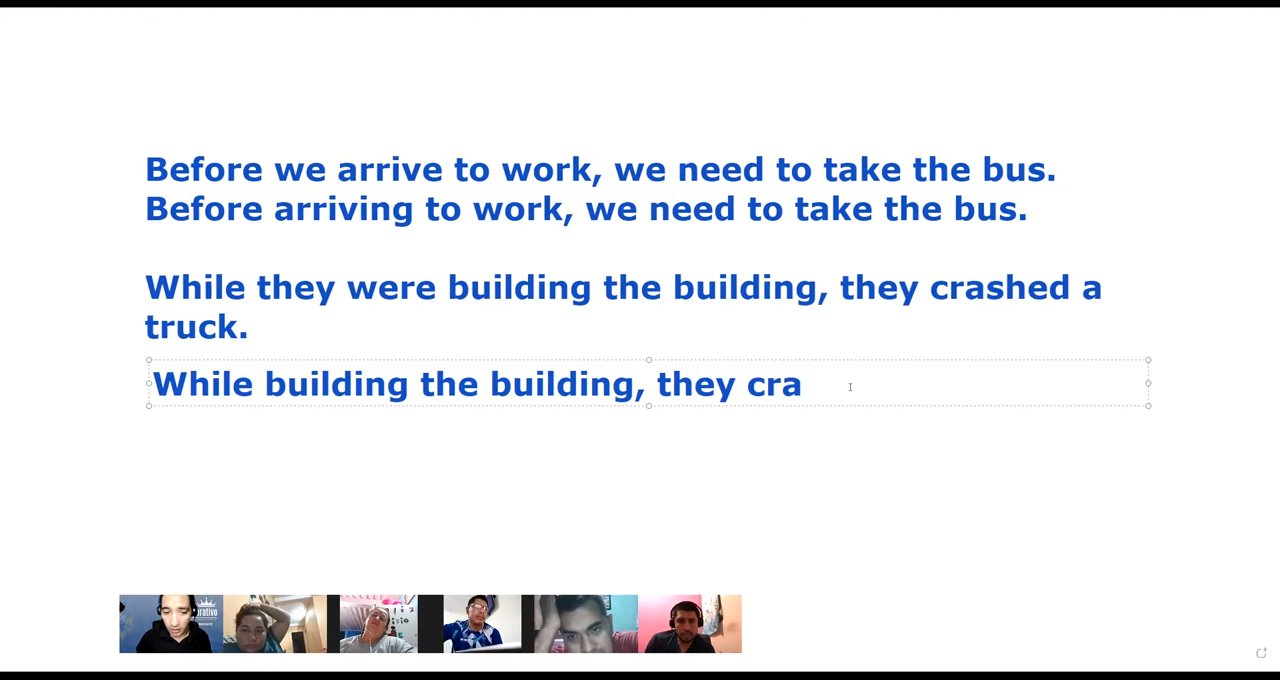 Before we arrive to work, we need to take the bus.
Before arriving to work, we need to take the bus.
While they were building the building, they crashed a
truck.
While building the building, they cra